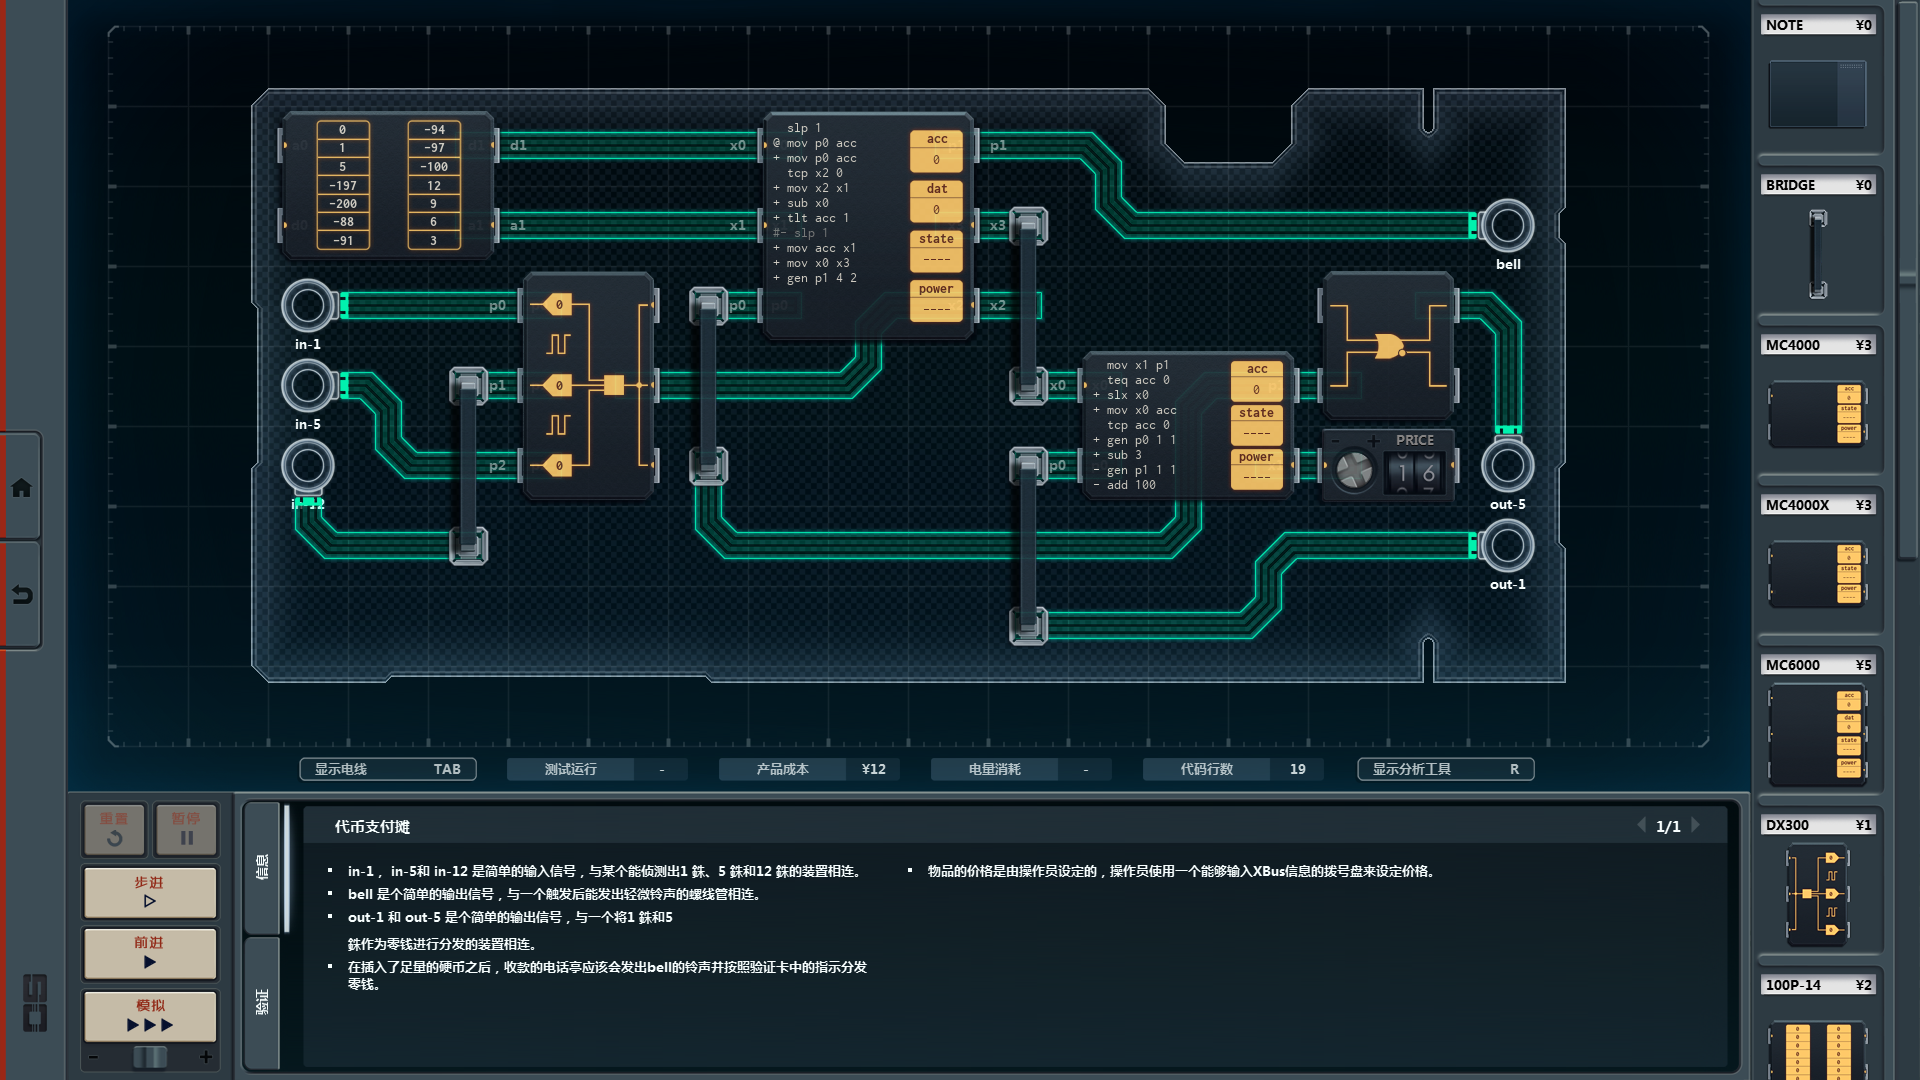 NOTE ¥0
BRIDGE ¥0
MC4000 ¥3
MC4000X ¥3
MC6000 ¥5
DX300 ¥1
100P-14 ¥2
0 -94
1 -97
5 -100
-197 12
-200 9
-88 6
-91 3
d1
a1
x0
x1
p0
slp 1
@ mov p0 acc
+ mov p0 acc
tcp x2 0
+ mov x2 x1
+ sub x0
+ tlt acc 1
#- slp 1
+ mov acc x1
+ mov x0 x3
+ gen p1 4 2
acc
0
dat
0
state
----
power
----
p1
x3
x2
bell
in-1
in-5
in-12
p0
p1
p2
0
0
0
x0
p0
mov x1 p1
teq acc 0
+ slx x0
+ mov x0 acc
tcp acc 0
+ gen p0 1 1
+ sub 3
- gen p1 1 1
- add 100
acc
0
state
----
power
----
- + PRICE
1 6
out-5
out-1
显示电线 TAB
测试运行 -
产品成本 ¥12
电量消耗 -
代码行数 19
显示分析工具 R
重置
暂停
步进
前进
模拟
- +
信息
验证
代币支付摊
1/1
▪ in-1，in-5和 in-12 是简单的输入信号，与某个能侦测出1 銖、5 銖和12 銖的装置相连。
▪ bell 是个简单的输出信号，与一个触发后能发出轻微铃声的螺线管相连。
▪ out-1 和 out-5 是个简单的输出信号，与一个将1 銖和5
銖作为零钱进行分发的装置相连。
▪ 在插入了足量的硬币之后，收款的电话亭应该会发出bell的铃声并按照验证卡中的指示分发
零钱。
▪ 物品的价格是由操作员设定的，操作员使用一个能够输入XBus信息的拨号盘来设定价格。